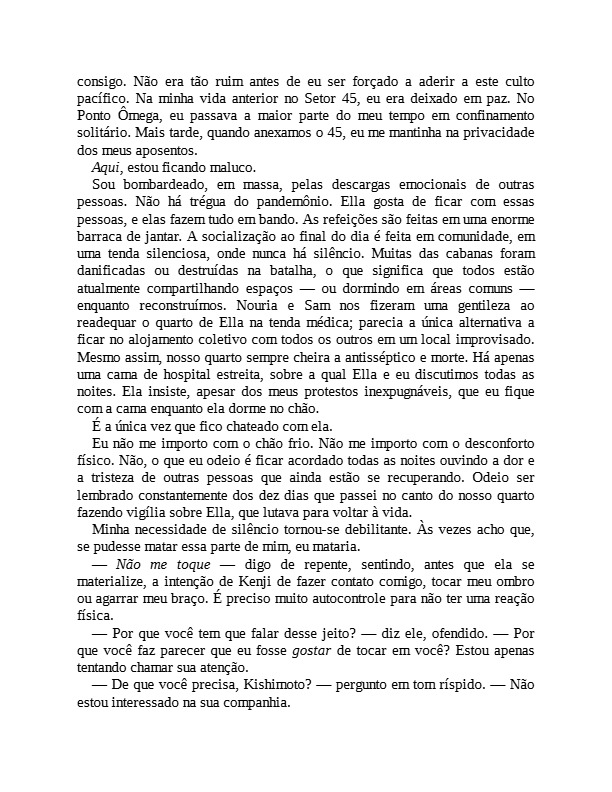 consigo. Não era tão ruim antes de eu ser forçado a aderir a este culto
pacífico. Na minha vida anterior no Setor 45, eu era deixado em paz. No
Ponto Ômega, eu passava a maior parte do meu tempo em confinamento
solitário. Mais tarde, quando anexamos o 45, eu me mantinha na privacidade
dos meus aposentos.
Aqui, estou ficando maluco.
Sou bombardeado, em massa, pelas descargas emocionais de outras
pessoas. Não há trégua do pandemônio. Ella gosta de ficar com essas
pessoas, e elas fazem tudo em bando. As refeições são feitas em uma enorme
barraca de jantar. A socialização ao final do dia é feita em comunidade, em
uma tenda silenciosa, onde nunca há silêncio. Muitas das cabanas foram
danificadas ou destruídas na batalha, o que significa que todos estão
atualmente compartilhando espaços — ou dormindo em áreas comuns —
enquanto reconstruímos. Nouria e Sam nos fizeram uma gentileza ao
readequar o quarto de Ella na tenda médica; parecia a única alternativa a
ficar no alojamento coletivo com todos os outros em um local improvisado.
Mesmo assim, nosso quarto sempre cheira a antisséptico e morte. Há apenas
uma cama de hospital estreita, sobre a qual Ella e eu discutimos todas as
noites. Ela insiste, apesar dos meus protestos inexpugnáveis, que eu fique
com a cama enquanto ela dorme no chão.
É a única vez que fico chateado com ela.
Eu não me importo com o chão frio. Não me importo com o desconforto
físico. Não, o que eu odeio é ficar acordado todas as noites ouvindo a dor e
a tristeza de outras pessoas que ainda estão se recuperando. Odeio ser
lembrado constantemente dos dez dias que passei no canto do nosso quarto
fazendo vigília sobre Ella, que lutava para voltar à vida.
Minha necessidade de silêncio tornou-se debilitante. Às vezes acho que,
se pudesse matar essa parte de mim, eu mataria.
— Não me toque — digo de repente, sentindo, antes que ela se
materialize, a intenção de Kenji de fazer contato comigo, tocar meu ombro
ou agarrar meu braço. É preciso muito autocontrole para não ter uma reação
física.
— Por que você tem que falar desse jeito? — diz ele, ofendido. — Por
que você faz parecer que eu fosse gostar de tocar em você? Estou apenas
tentando chamar sua atenção.
— De que você precisa, Kishimoto? — pergunto em tom ríspido. — Não
estou interessado na sua companhia.